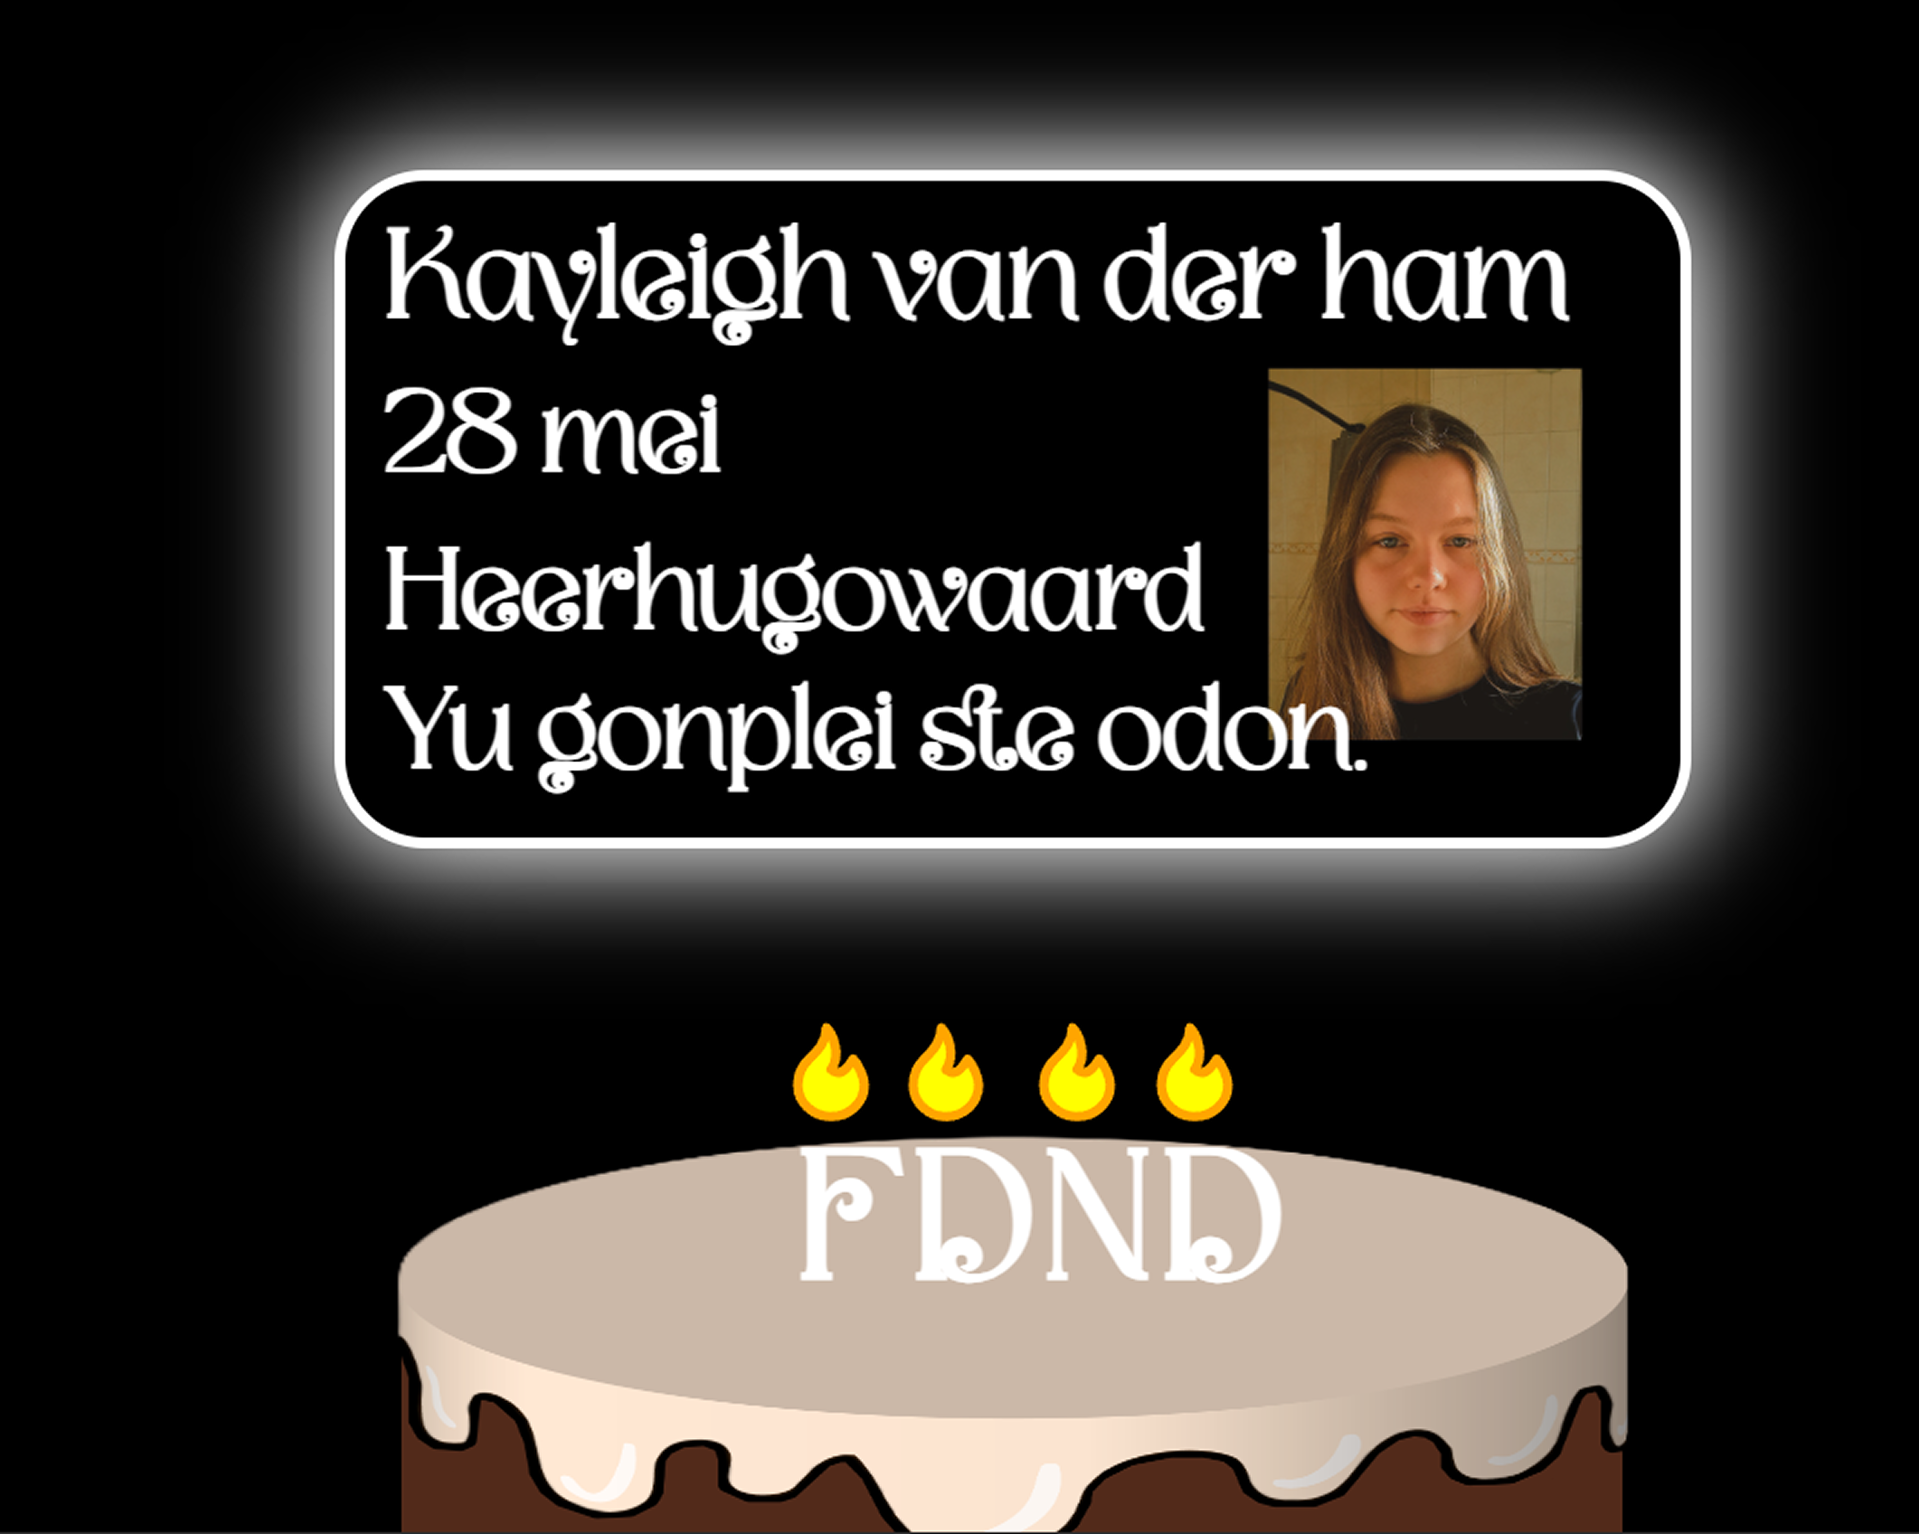 Kayleigh van der ham
28 mei
Heerhugowaard
Yu gonplei ste odon.
FDND